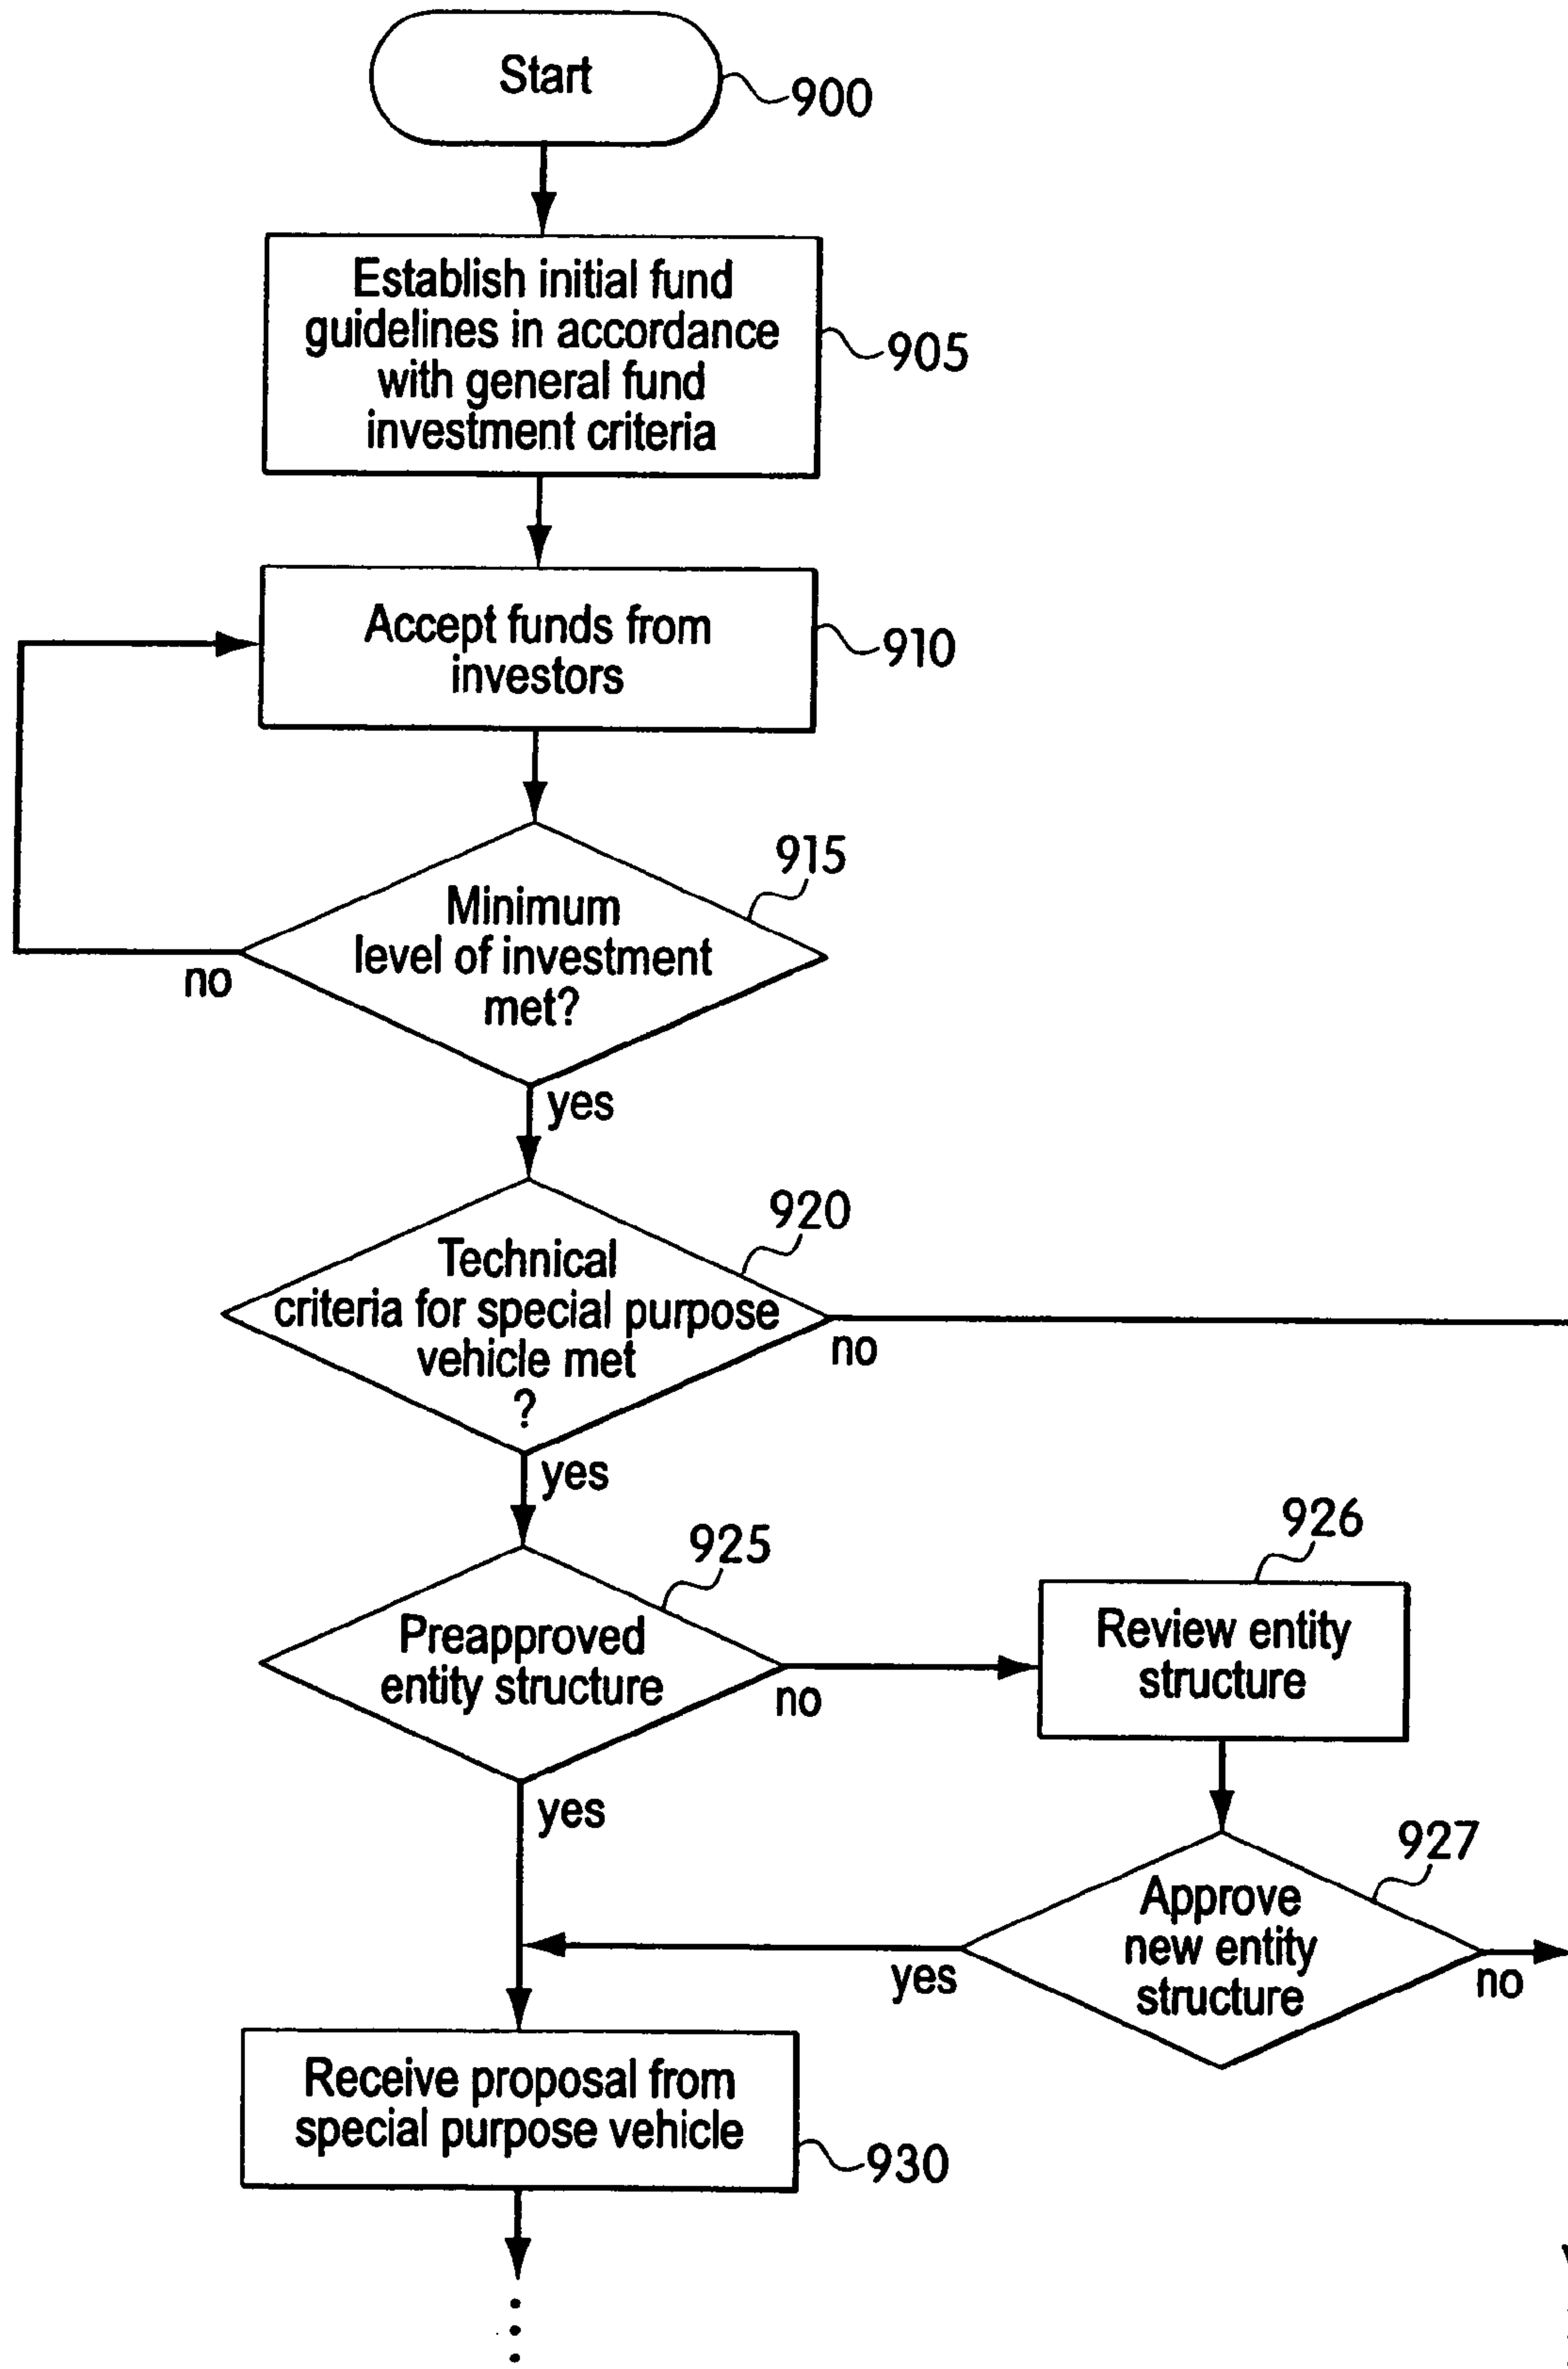 Start
900
Establish initial fund
guidelines in accordance
with general fund
investment criteria
905
Accept funds from
investors
910
915
Minimum
level of investment
met?
no
yes
920
Technical
criteria for special purpose
vehicle met
?
no
yes
925
Preapproved
entity structure
no
yes
926
Review entity
structure
927
Approve
new entity
structure
yes
no
Receive proposal from
special purpose vehicle
930